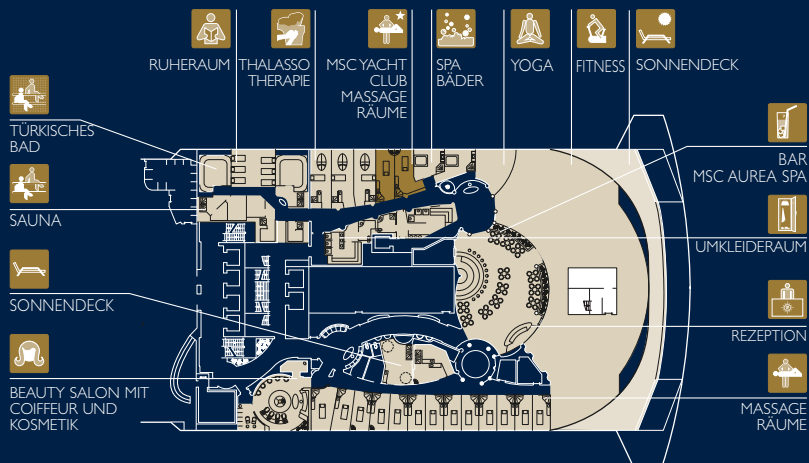 RUHERAUM
THALASSO
THERAPIE
MSC YACHT
CLUB
MASSAGE
RÄUME
SPA
BÄDER
YOGA
FITNESS
SONNENDECK
TÜRKISCHES
BAD
SAUNA
SONNENDECK
BEAUTY SALON MIT
COIFFEUR UND
KOSMETIK
BAR
MSC AUREA SPA
UMKLEIDERAUM
REZEPTION
MASSAGE
RÄUME